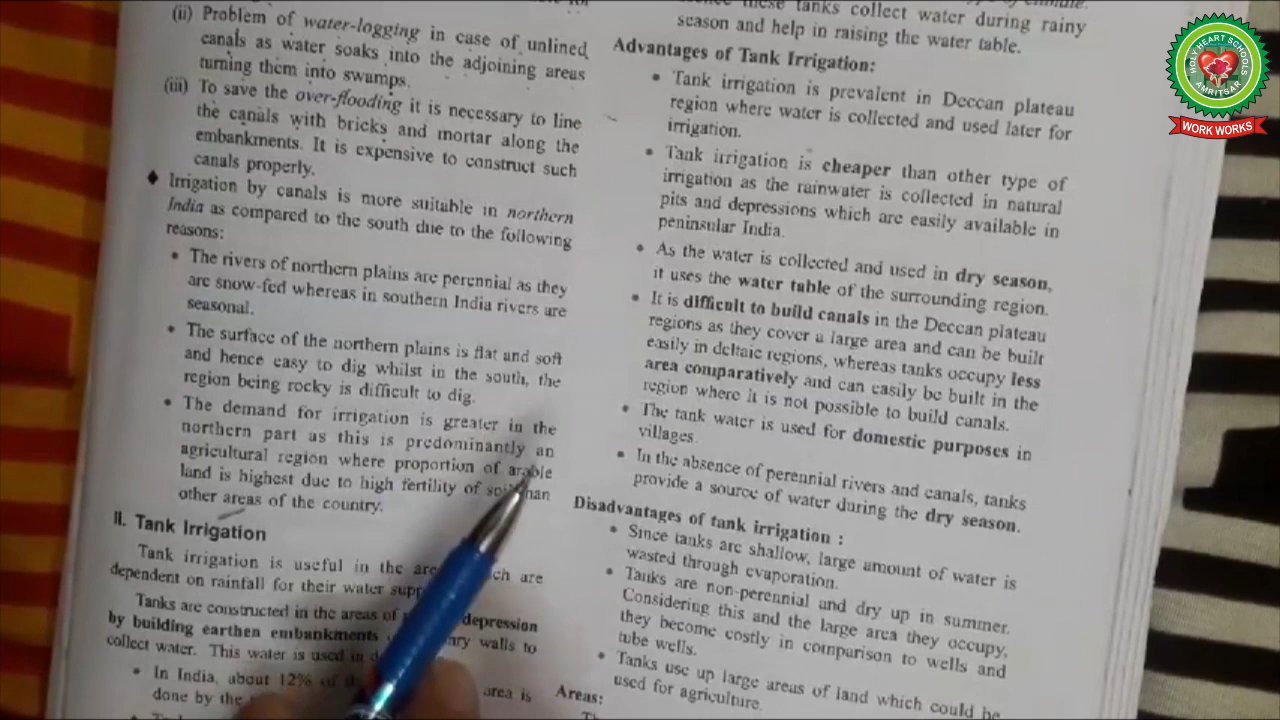 (ii) Problem of water-logging in case of unlined
canals as water soaks into the adjoining areas
turning them into swamps.
(iii) To save the over-flooding it is necessary to line
the canals with bricks and mortar along the
embankments. It is expensive to construct such
canals properly.
♦ Irrigation by canals is more suitable in northern
India as compared to the south due to the following
reasons:
• The rivers of northern plains are perennial as they
are snow-fed whereas in southern India rivers are
seasonal.
• The surface of the northern plains is flat and soft
and hence easy to dig whilst in the south, the
region being rocky is difficult to dig.
• The demand for irrigation is greater in the
northern part as this is predominantly an
agricultural region where proportion of arable
land is highest due to high fertility of soil than
other areas of the country.
II. Tank Irrigation
Tank irrigation is useful in the are ch are
dependent on rainfall for their water supp
Tanks are constructed in the areas of depression
by building earthen embankments walls to
collect water. This water is used in
• In India, about 12% of area is
done by the
these tanks collect water during rainy
season and help in raising the water table.
Advantages of Tank Irrigation:
• Tank irrigation is prevalent in Deccan plateau
region where water is collected and used later for
irrigation.
• Tank irrigation is cheaper than other type of
irrigation as the rainwater is collected in natural
pits and depressions which are easily available in
peninsular India.
• As the water is collected and used in dry season,
it uses the water table of the surrounding region.
• It is difficult to build canals in the Deccan plateau
regions as they cover a large area and can be built
easily in deltaic regions, whereas tanks occupy less
area comparatively and can easily be built in the
region where it is not possible to build canals.
• The tank water is used for domestic purposes in
villages.
• In the absence of perennial rivers and canals, tanks
provide a source of water during the dry season.
Disadvantages of tank irrigation :
• Since tanks are shallow, large amount of water is
wasted through evaporation.
• Tanks are non-perennial and dry up in summer.
Considering this and the large area they occupy,
they become costly in comparison to wells and
tube wells.
• Tanks use up large areas of land which could be
used for agriculture.
Areas:
HOLY HEART SCHOOLS
AMRITSAR
WORK WORKS